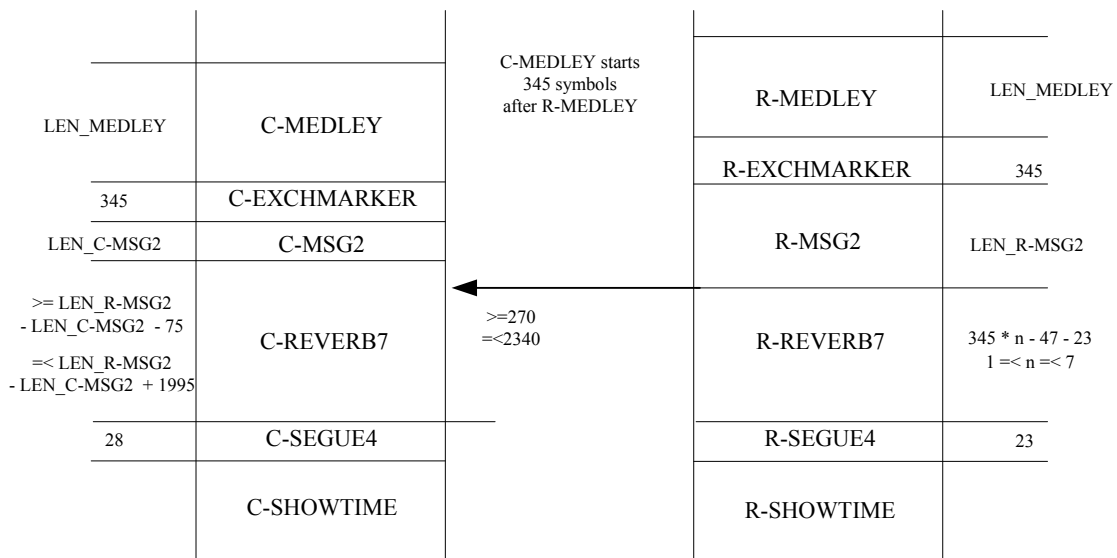 C-MEDLEY starts
345 symbols
after R-MEDLEY
LEN_MEDLEY
C-MEDLEY
R-MEDLEY
LEN_MEDLEY
R-EXCHMARKER
345
345
C-EXCHMARKER
LEN_C-MSG2
C-MSG2
R-MSG2
LEN_R-MSG2
>= LEN_R-MSG2
- LEN_C-MSG2 - 75
=< LEN_R-MSG2
- LEN_C-MSG2 + 1995
C-REVERB7
>=270
=<2340
R-REVERB7
345 * n - 47 - 23
1 =< n =< 7
28
C-SEGUE4
R-SEGUE4
23
C-SHOWTIME
R-SHOWTIME